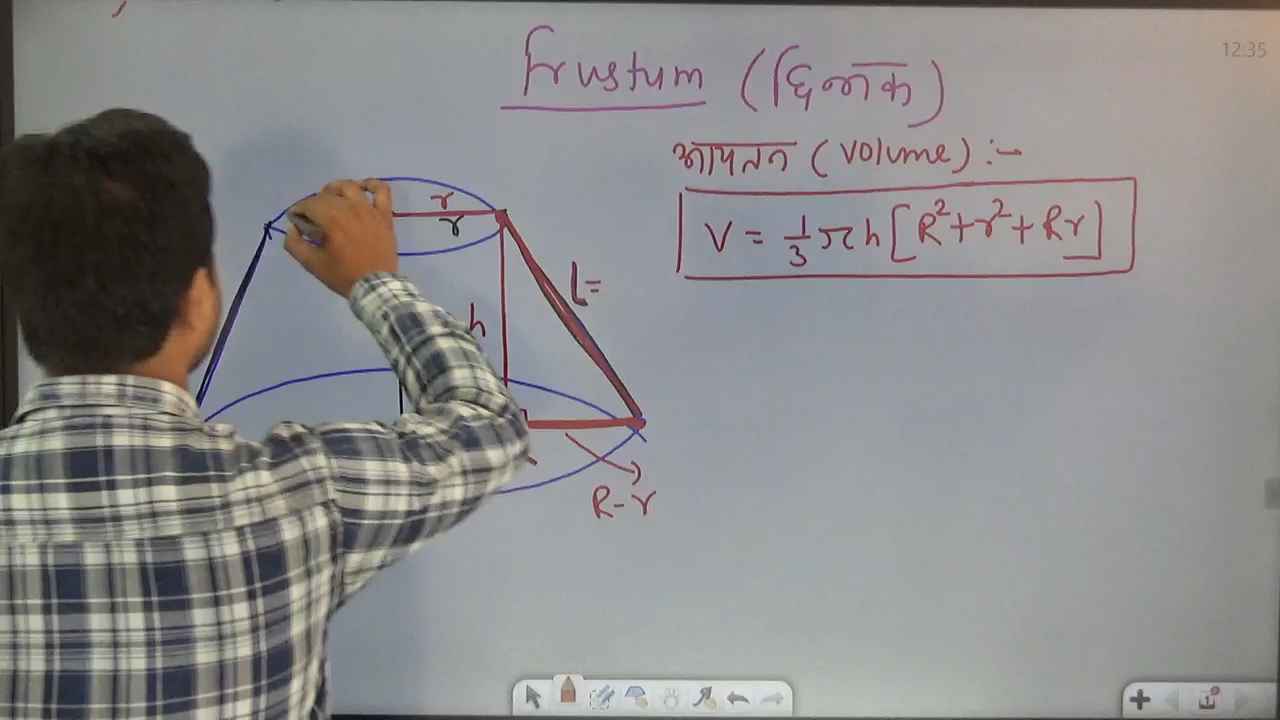 12:35
Frustum (छिन्नक)
आयतन (Volume) :-
V = 1/3 πh[R²+r²+Rr]
r
r
l=
h
R-r